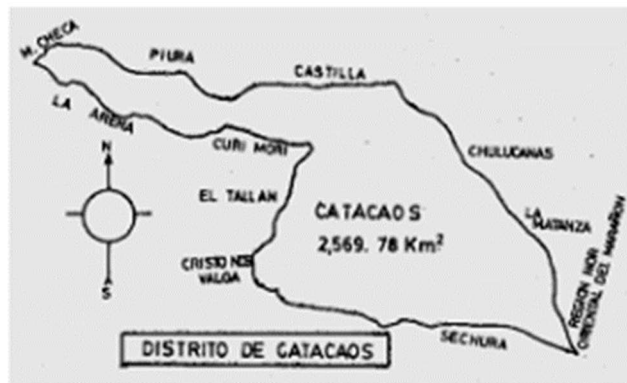 M. CHECA
PIURA
CASTILLA
LA ARENA
CURI MORI
CHULUCANAS
N
EL TALLAN
CATACAOS
2,569. 78 Km²
LA
MATANZA
CRISTO NOS
VALGA
REGION NOR
ORIENTAL DEL MARAÑON
S
SECHURA
DISTRITO DE CATACAOS